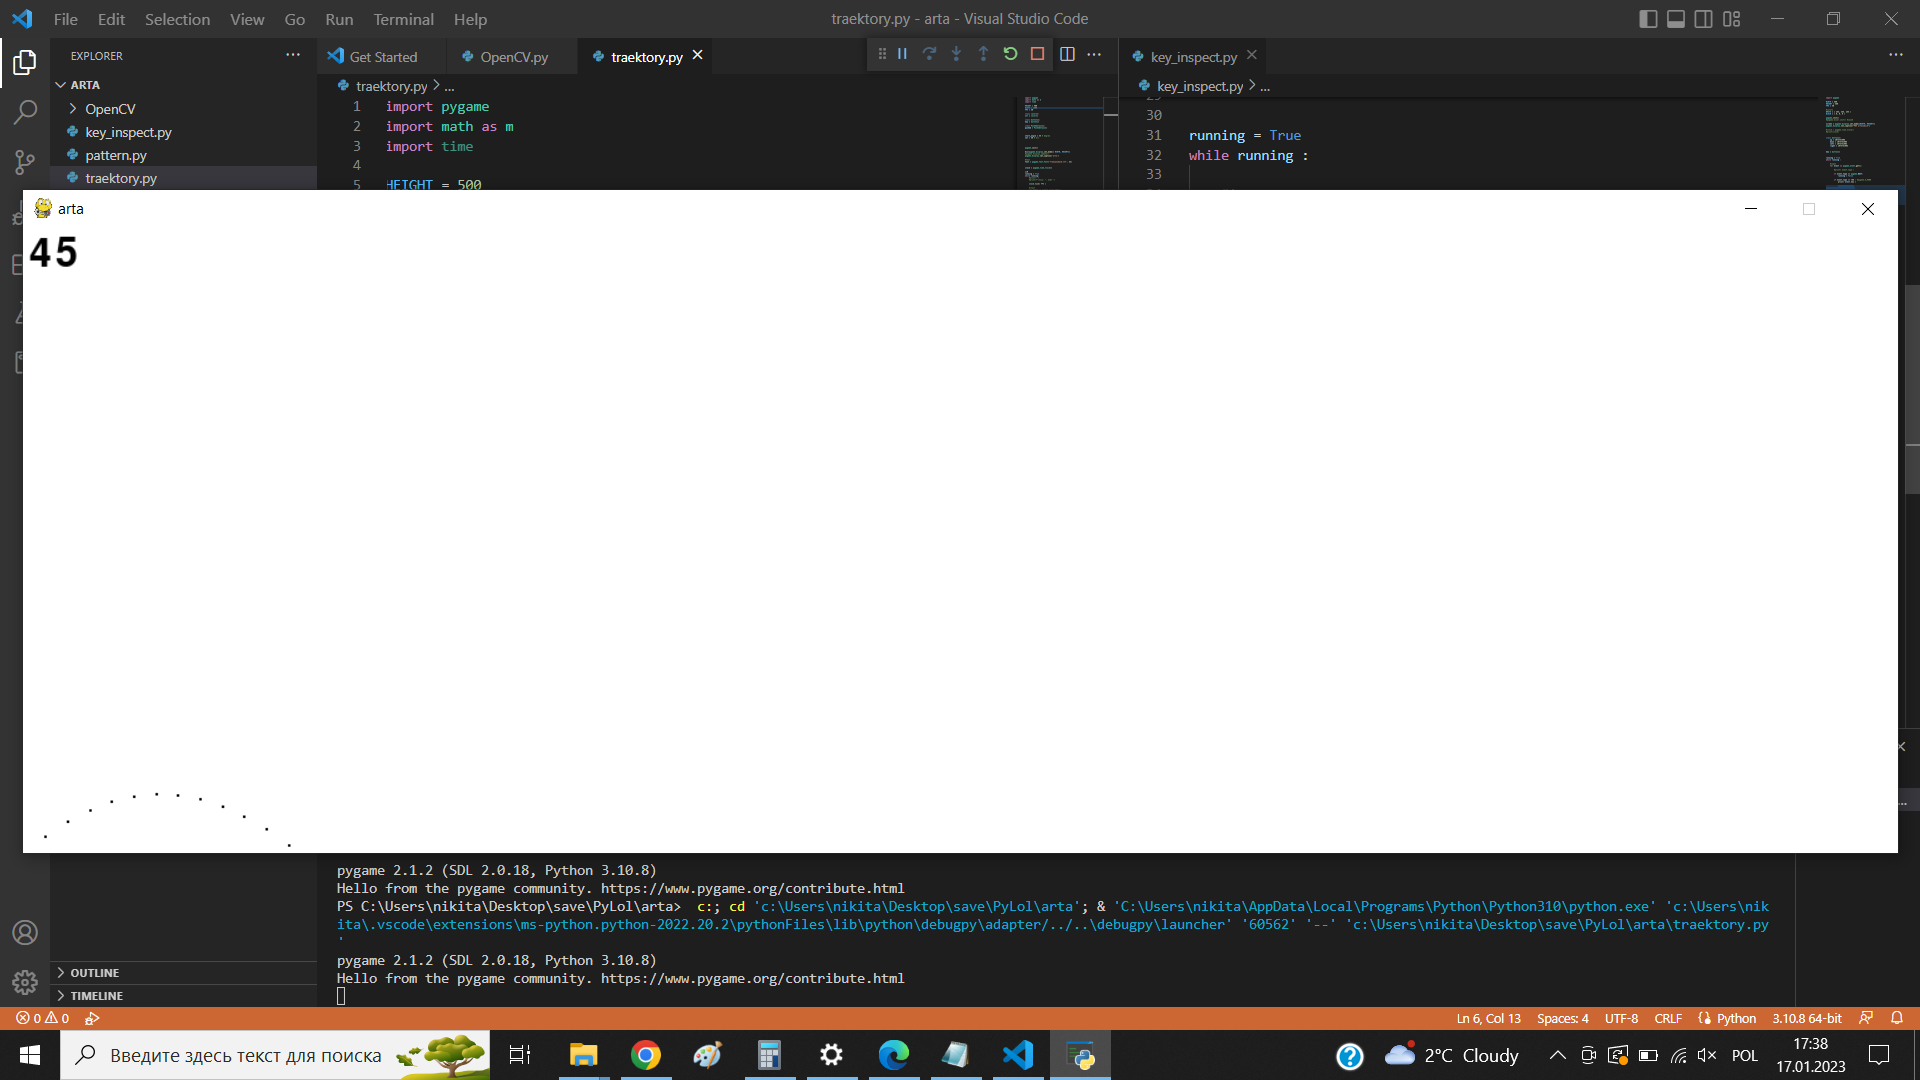 File Edit Selection View Go Run Terminal Help
traektory.py - arta - Visual Studio Code
EXPLORER
ARTA
OpenCV
key_inspect.py
pattern.py
traektory.py
Get Started
OpenCV.py
traektory.py
traektory.py > ...
1 import pygame
2 import math as m
3 import time
4
5 HEIGHT = 500
key_inspect.py
key_inspect.py > ...
30
31 running = True
32 while running :
33
arta
45
pygame 2.1.2 (SDL 2.0.18, Python 3.10.8)
Hello from the pygame community. https://www.pygame.org/contribute.html
PS C:\Users\nikita\Desktop\save\PyLol\arta> c:; cd 'c:\Users\nikita\Desktop\save\PyLol\arta'; & 'C:\Users\nikita\AppData\Local\Programs\Python\Python310\python.exe' 'c:\Users\nik
ita\.vscode\extensions\ms-python.python-2022.20.2\pythonFiles\lib\python\debugpy\adapter/../..\debugpy\launcher' '60562' '--' 'c:\Users\nikita\Desktop\save\PyLol\arta\traektory.py
'
pygame 2.1.2 (SDL 2.0.18, Python 3.10.8)
Hello from the pygame community. https://www.pygame.org/contribute.html
OUTLINE
TIMELINE
0 0
Ln 6, Col 13 Spaces: 4 UTF-8 CRLF Python 3.10.8 64-bit
Введите здесь текст для поиска
2°C Cloudy
POL
17:38
17.01.2023